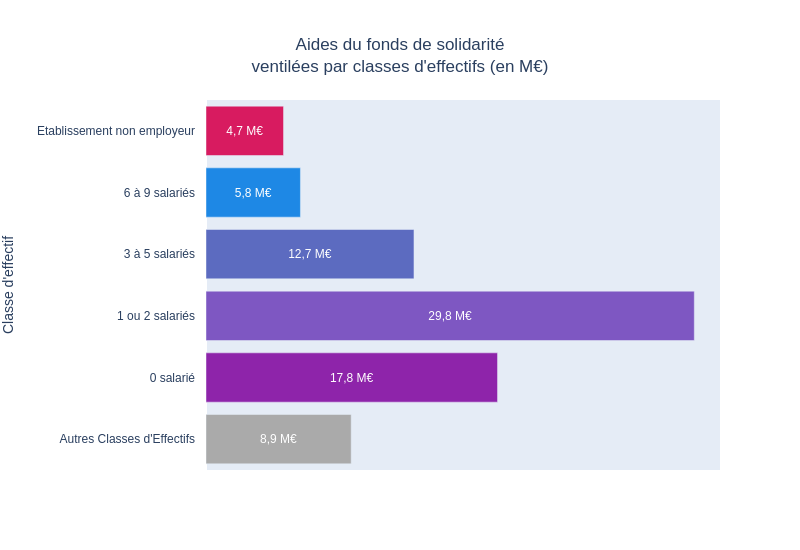 Aides du fonds de solidarité
ventilées par classes d'effectifs (en M€)
Classe d'effectif
Etablissement non employeur
4,7 M€
6 à 9 salariés
5,8 M€
3 à 5 salariés
12,7 M€
1 ou 2 salariés
29,8 M€
0 salarié
17,8 M€
Autres Classes d'Effectifs
8,9 M€